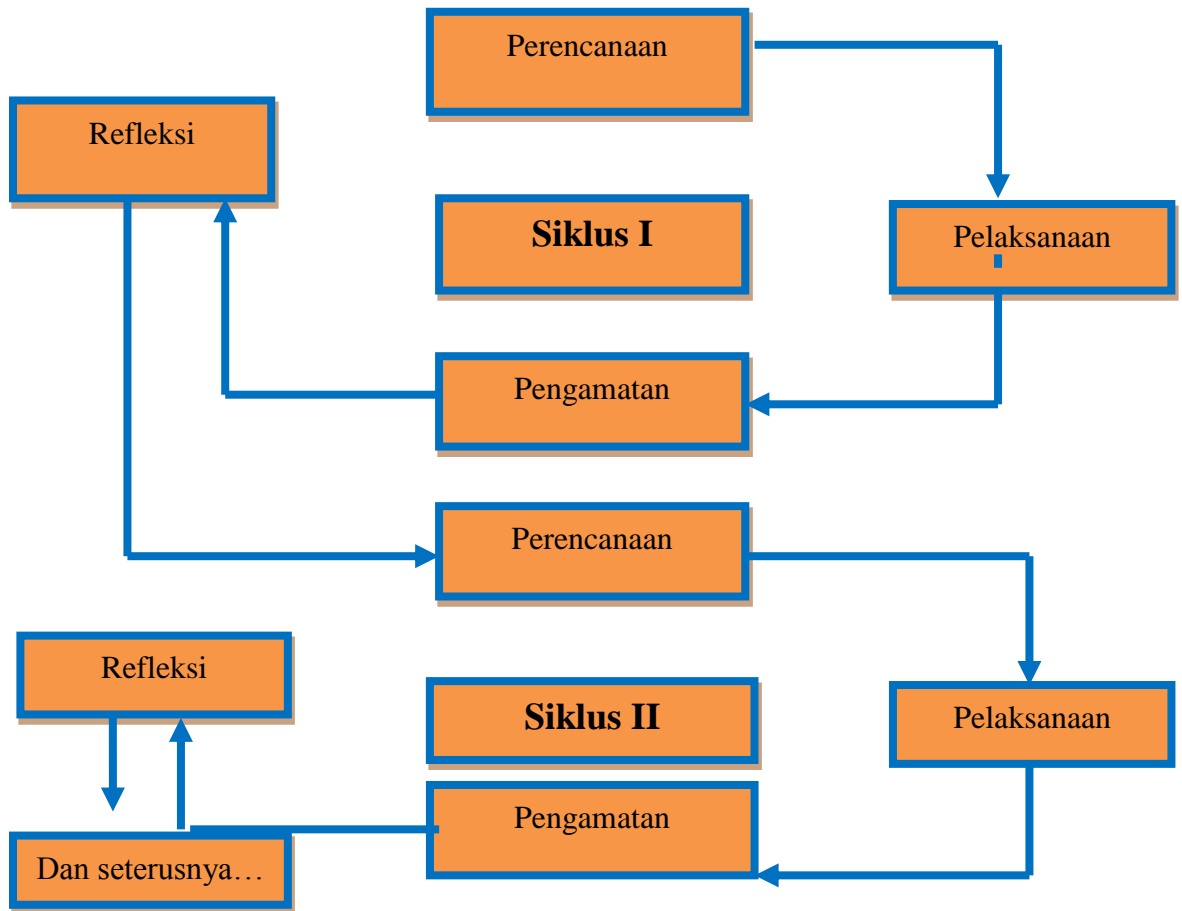 Perencanaan
Refleksi
Siklus I
Pelaksanaan
Pengamatan
Perencanaan
Refleksi
Siklus II
Pelaksanaan
Pengamatan
Dan seterusnya…